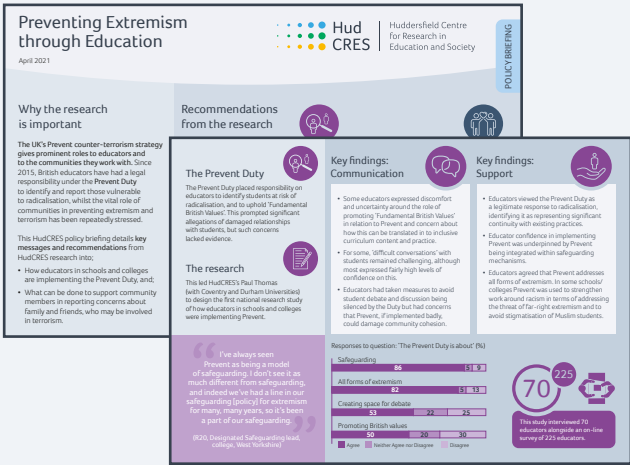 Preventing Extremism
through Education
April 2021
Hud
CRES
Huddersfield Centre
for Research in
Education and Society
POLICY BRIEFING
Why the research
is important
The UK's Prevent counter-terrorism strategy
gives prominent roles to educators and
to the communities they work with. Since
2015, British educators have had a legal
responsibility under the Prevent Duty
to identify and report those vulnerable
to radicalisation, whilst the vital role of
communities in preventing extremism and
terrorism has been repeatedly stressed.
This HudCRES policy briefing details key
messages and recommendations from
HudCRES research into;
• How educators in schools and colleges
are implementing the Prevent Duty, and;
• What can be done to support community
members in reporting concerns about
family and friends, who may be involved
in terrorism.
Recommendations
from the research
The Prevent Duty
The Prevent Duty placed responsibility on
educators to identify students at risk of
radicalisation, and to uphold 'Fundamental
British Values'. This prompted significant
allegations of damaged relationships
with students, but such concerns
lacked evidence.
The research
This led HudCRES's Paul Thomas
(with Coventry and Durham Universities)
to design the first national research study
of how educators in schools and colleges
were implementing Prevent.
Key findings:
Communication
• Some educators expressed discomfort
and uncertainty around the role of
promoting 'Fundamental British Values'
in relation to Prevent and concern about
how this can be translated in to inclusive
curriculum content and practice.
• For some, 'difficult conversations' with
students remained challenging, although
most expressed fairly high levels of
confidence on this.
• Educators had taken measures to avoid
student debate and discussion being
silenced by the Duty but had concerns
that Prevent, if implemented badly,
could damage community cohesion.
Key findings:
Support
• Educators viewed the Prevent Duty as
a legitimate response to radicalisation,
identifying it as representing significant
continuity with existing practices.
• Educator confidence in implementing
Prevent was underpinned by Prevent
being integrated within safeguarding
mechanisms.
• Educators agreed that Prevent addresses
all forms of extremism. In some schools/
colleges Prevent was used to strengthen
work around racism in terms of addressing
the threat of far-right extremism and to
avoid stigmatisation of Muslim students.
“ I've always seen
Prevent as being a model
of safeguarding. I don't see it as
much different from safeguarding,
and indeed we've had a line in our
safeguarding [policy] for extremism
for many, many years, so it's been
a part of our safeguarding. ”
(R20, Designated Safeguarding lead,
college, West Yorkshire)
Responses to question: 'The Prevent Duty is about' (%)
Safeguarding
86 5 9
All forms of extremism
82 5 13
Creating space for debate
53 22 25
Promoting British values
50 20 30
Agree Neither Agree nor Disagree Disagree
70
225
This study interviewed 70
educators alongside an on-line
survey of 225 educators.